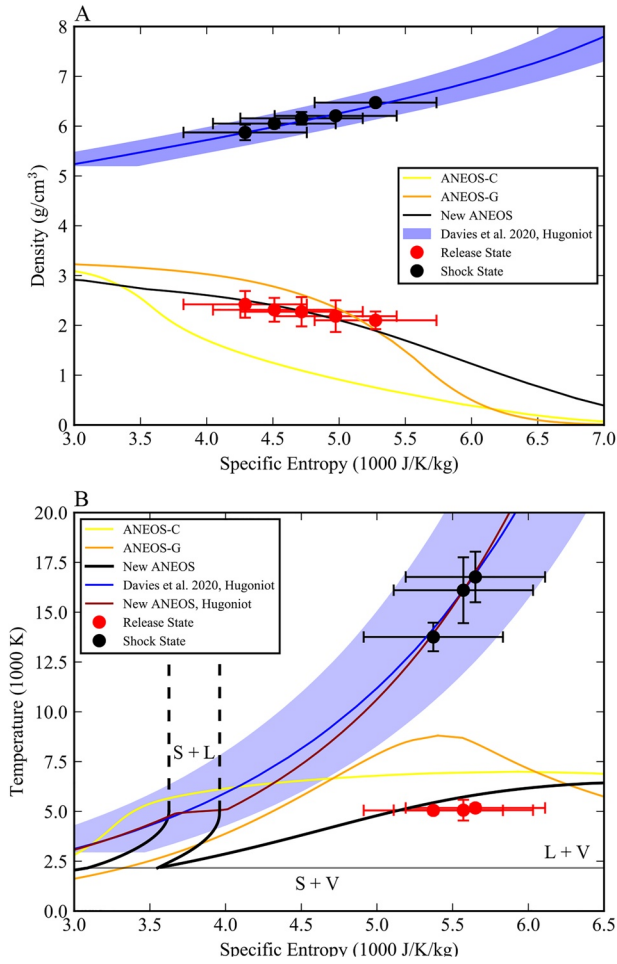 A
8
7
6
5
4
3
2
1
0
Density (g/cm³)
ANEOS-C
ANEOS-G
New ANEOS
Davies et al. 2020, Hugoniot
Release State
Shock State
3.0 3.5 4.0 4.5 5.0 5.5 6.0 6.5 7.0
Specific Entropy (1000 J/K/kg)
B
20.0
17.5
15.0
12.5
10.0
7.5
5.0
2.5
0.0
Temperature (1000 K)
ANEOS-C
ANEOS-G
New ANEOS
Davies et al. 2020, Hugoniot
New ANEOS, Hugoniot
Release State
Shock State
S + L
L + V
S + V
3.0 3.5 4.0 4.5 5.0 5.5 6.0 6.5
Specific Entropy (1000 J/K/kg)